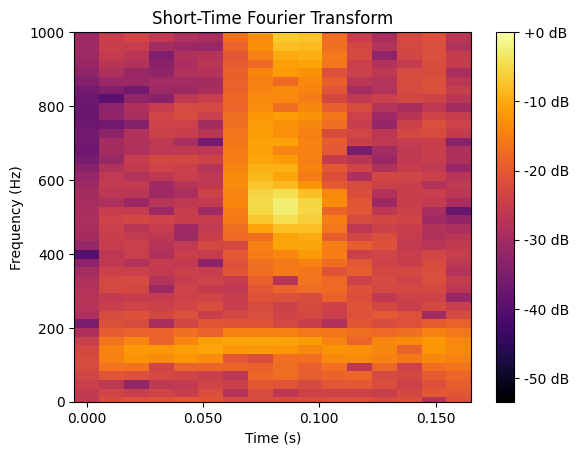 Short-Time Fourier Transform
1000
800
600
400
200
0
Frequency (Hz)
0.000
0.050
0.100
0.150
Time (s)
+0 dB
-10 dB
-20 dB
-30 dB
-40 dB
-50 dB